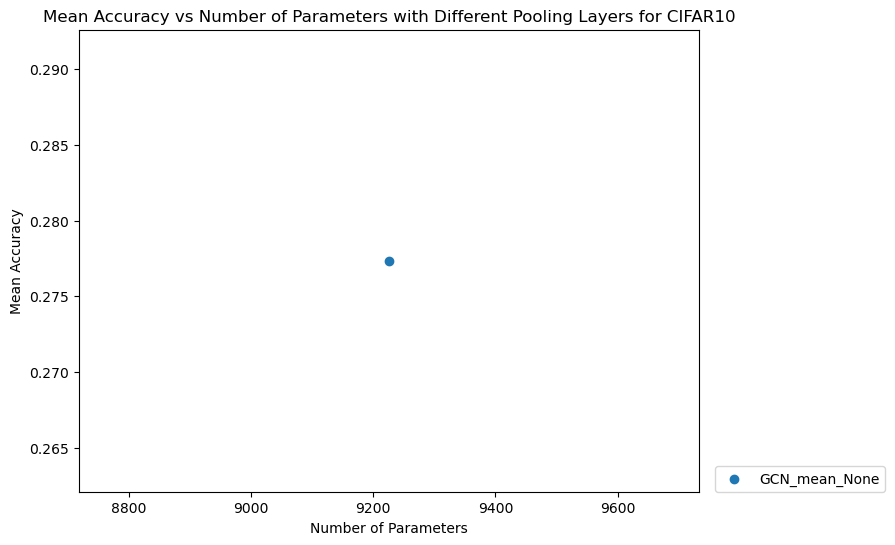 Mean Accuracy vs Number of Parameters with Different Pooling Layers for CIFAR10
0.290
0.285
0.280
0.275
0.270
0.265
Mean Accuracy
8800
9000
9200
9400
9600
Number of Parameters
GCN_mean_None